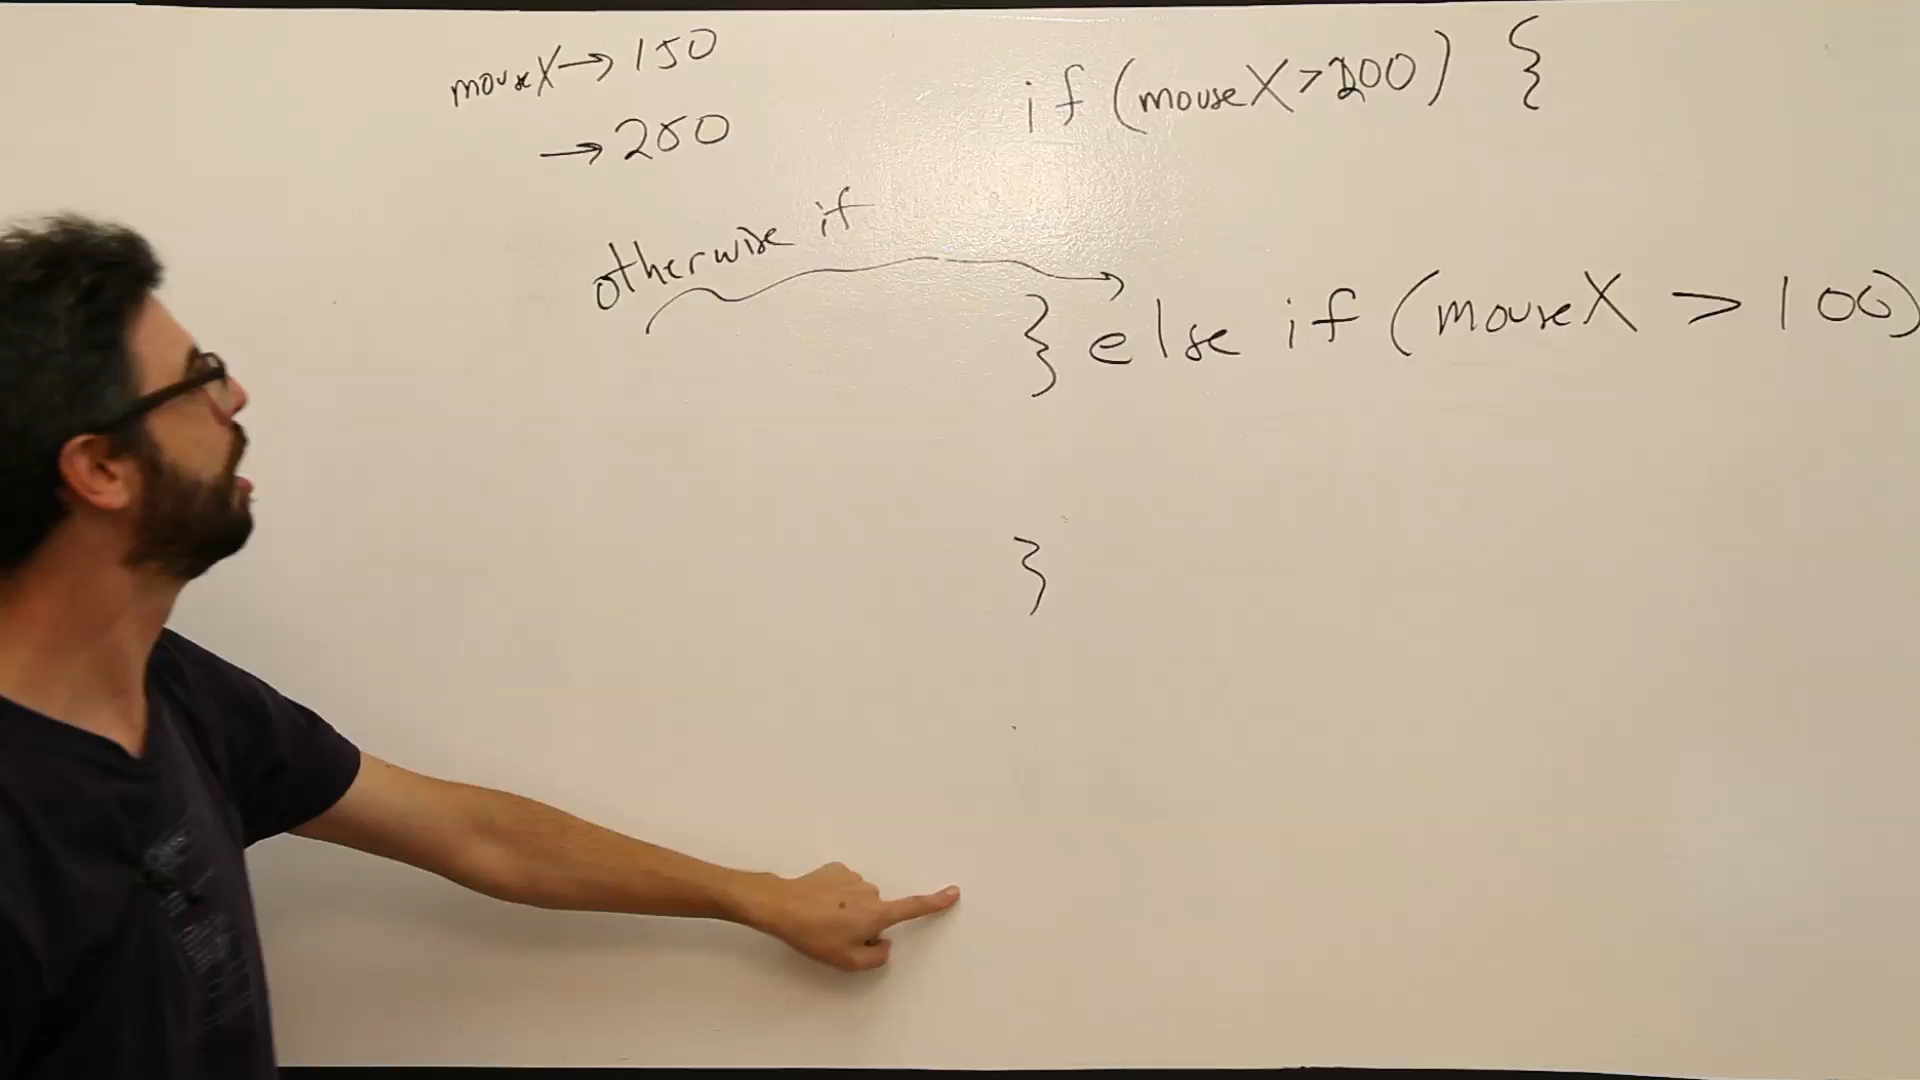 mouseX → 150
→ 250
if (mouseX > 200) {
otherwise if
} else if (mouseX > 100)
}